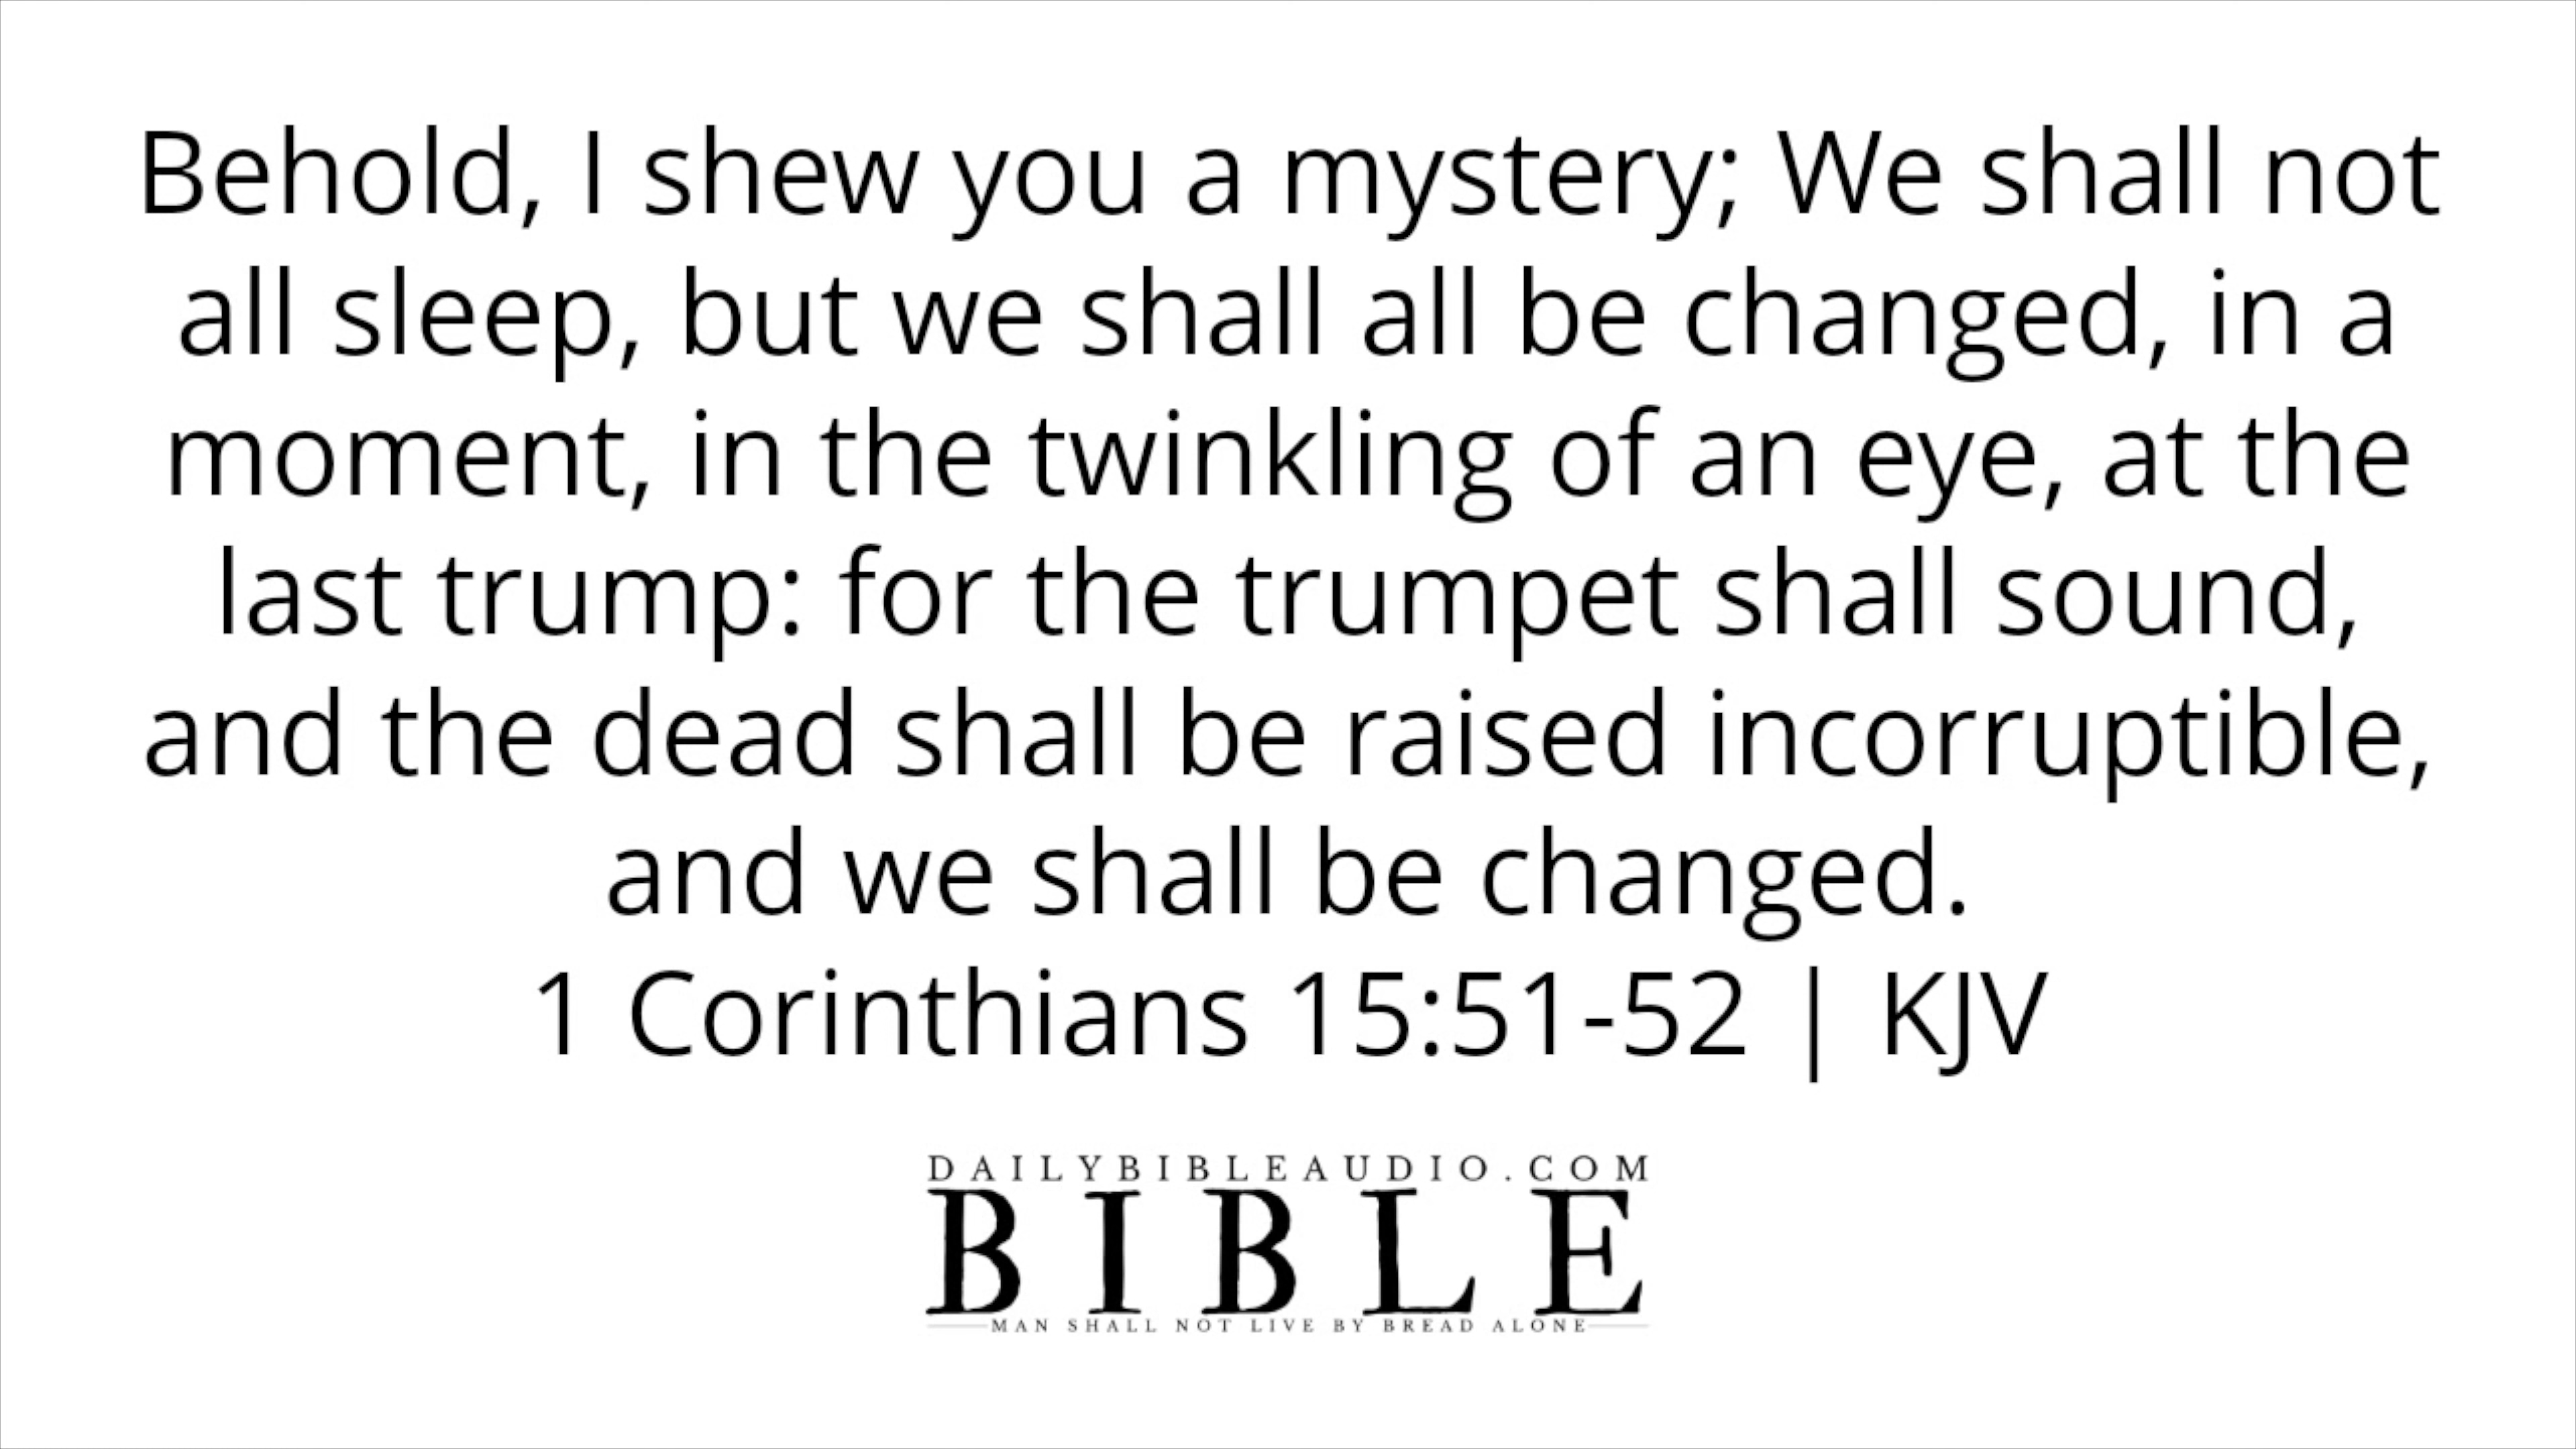 Behold, I shew you a mystery; We shall not
all sleep, but we shall all be changed, in a
moment, in the twinkling of an eye, at the
last trump: for the trumpet shall sound,
and the dead shall be raised incorruptible,
and we shall be changed.
1 Corinthians 15:51-52 | KJV
DAILYBIBLEAUDIO.COM
BIBLE
MAN SHALL NOT LIVE BY BREAD ALONE